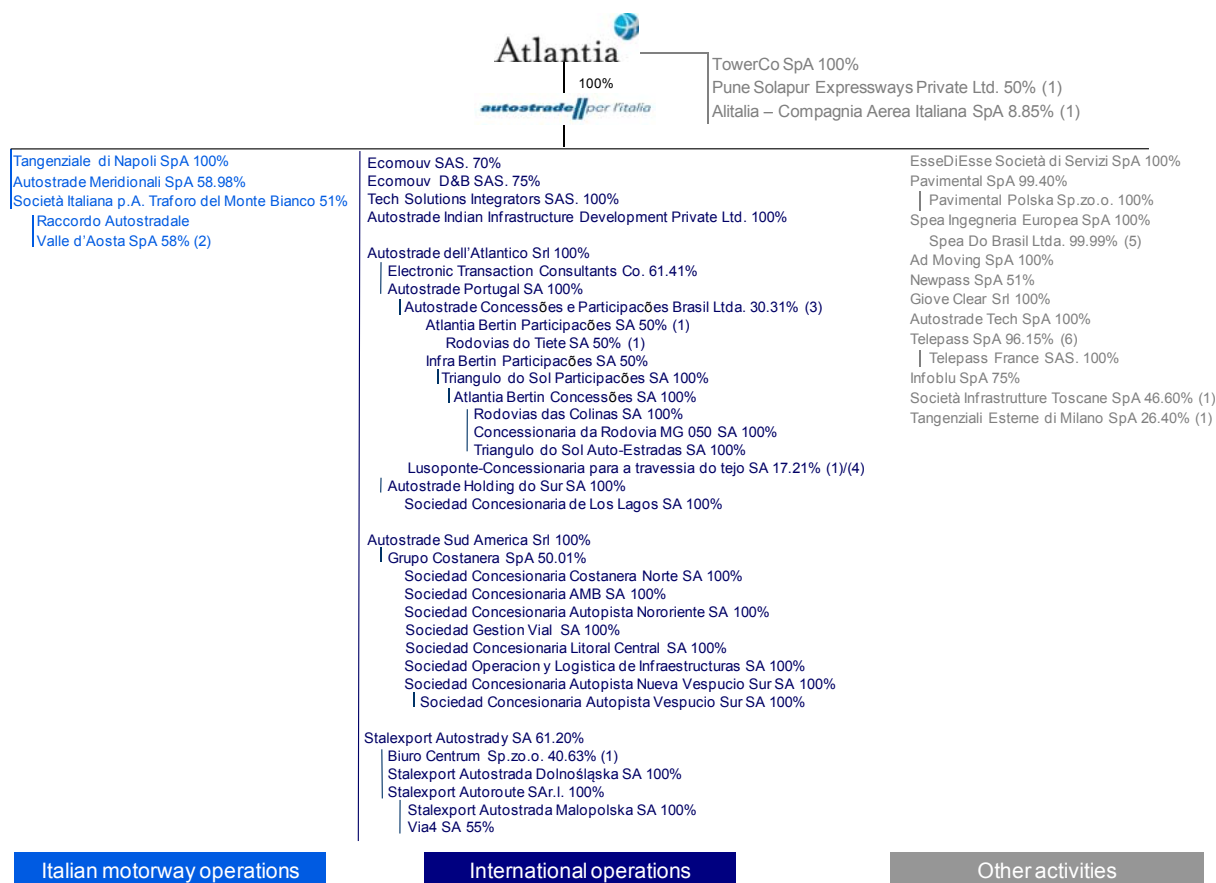 Atlantia
100%
autostrade//per l'italia
TowerCo SpA 100%
Pune Solapur Expressways Private Ltd. 50% (1)
Alitalia – Compagnia Aerea Italiana SpA 8.85% (1)
Tangenziale di Napoli SpA 100%
Autostrade Meridionali SpA 58.98%
Società Italiana p.A. Traforo del Monte Bianco 51%
Raccordo Autostradale
Valle d'Aosta SpA 58% (2)
Ecomouv SAS. 70%
Ecomouv D&B SAS. 75%
Tech Solutions Integrators SAS. 100%
Autostrade Indian Infrastructure Development Private Ltd. 100%
Autostrade dell'Atlantico Srl 100%
Electronic Transaction Consultants Co. 61.41%
Autostrade Portugal SA 100%
Autostrade Concessões e Participacões Brasil Ltda. 30.31% (3)
Atlantia Bertin Participacões SA 50% (1)
Rodovias do Tiete SA 50% (1)
Infra Bertin Participacões SA 50%
Triangulo do Sol Participacões SA 100%
Atlantia Bertin Concessões SA 100%
Rodovias das Colinas SA 100%
Concessionaria da Rodovia MG 050 SA 100%
Triangulo do Sol Auto-Estradas SA 100%
Lusoponte-Concessionaria para a travessia do tejo SA 17.21% (1)/(4)
Autostrade Holding do Sur SA 100%
Sociedad Concesionaria de Los Lagos SA 100%
Autostrade Sud America Srl 100%
Grupo Costanera SpA 50.01%
Sociedad Concesionaria Costanera Norte SA 100%
Sociedad Concesionaria AMB SA 100%
Sociedad Concesionaria Autopista Nororiente SA 100%
Sociedad Gestion Vial SA 100%
Sociedad Concesionaria Litoral Central SA 100%
Sociedad Operacion y Logistica de Infraestructuras SA 100%
Sociedad Concesionaria Autopista Nueva Vespucio Sur SA 100%
Sociedad Concesionaria Autopista Vespucio Sur SA 100%
Stalexport Autostrady SA 61.20%
Biuro Centrum Sp.zo.o. 40.63% (1)
Stalexport Autostrada Dolnośląska SA 100%
Stalexport Autoroute SAr.l. 100%
Stalexport Autostrada Malopolska SA 100%
Via4 SA 55%
EsseDiEsse Società di Servizi SpA 100%
Pavimental SpA 99.40%
Pavimental Polska Sp.zo.o. 100%
Spea Ingegneria Europea SpA 100%
Spea Do Brasil Ltda. 99.99% (5)
Ad Moving SpA 100%
Newpass SpA 51%
Giove Clear Srl 100%
Autostrade Tech SpA 100%
Telepass SpA 96.15% (6)
Telepass France SAS. 100%
Infoblu SpA 75%
Società Infrastrutture Toscane SpA 46.60% (1)
Tangenziali Esterne di Milano SpA 26.40% (1)
Italian motorway operations
International operations
Other activities